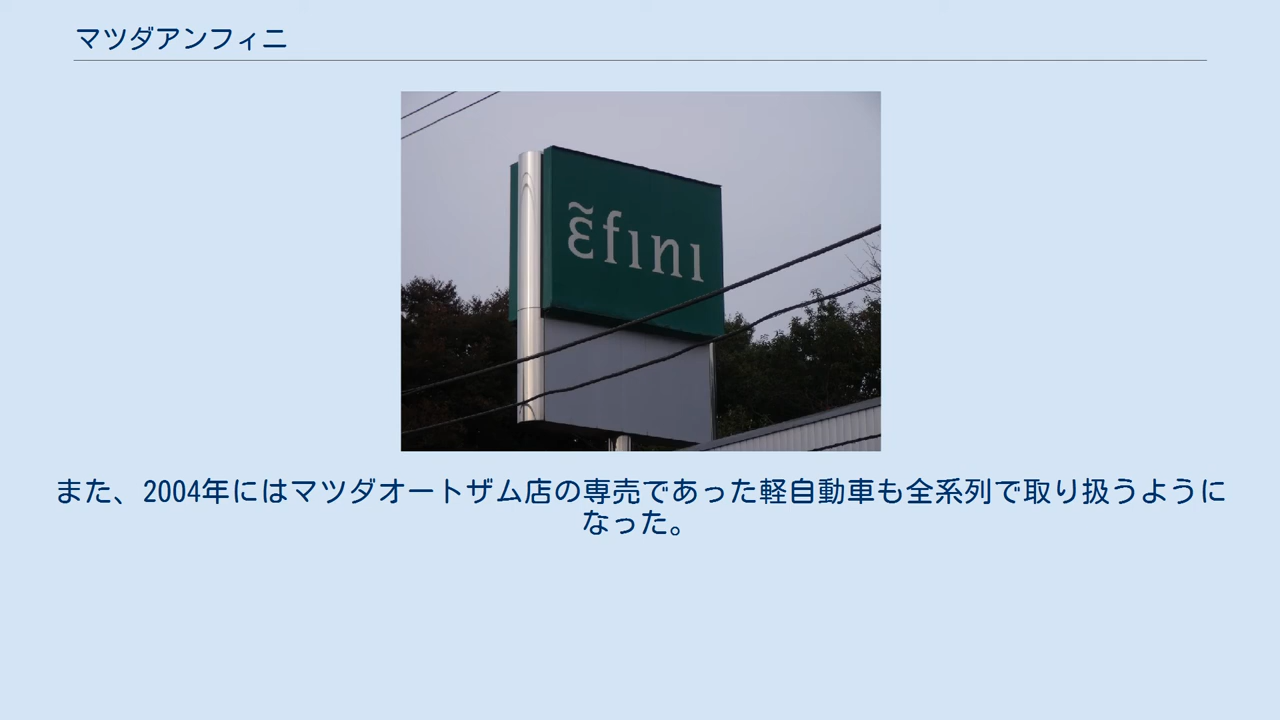 マツダアンフィニ
ε̃fini
また、2004年にはマツダオートザム店の専売であった軽自動車も全系列で取り扱うように
なった。